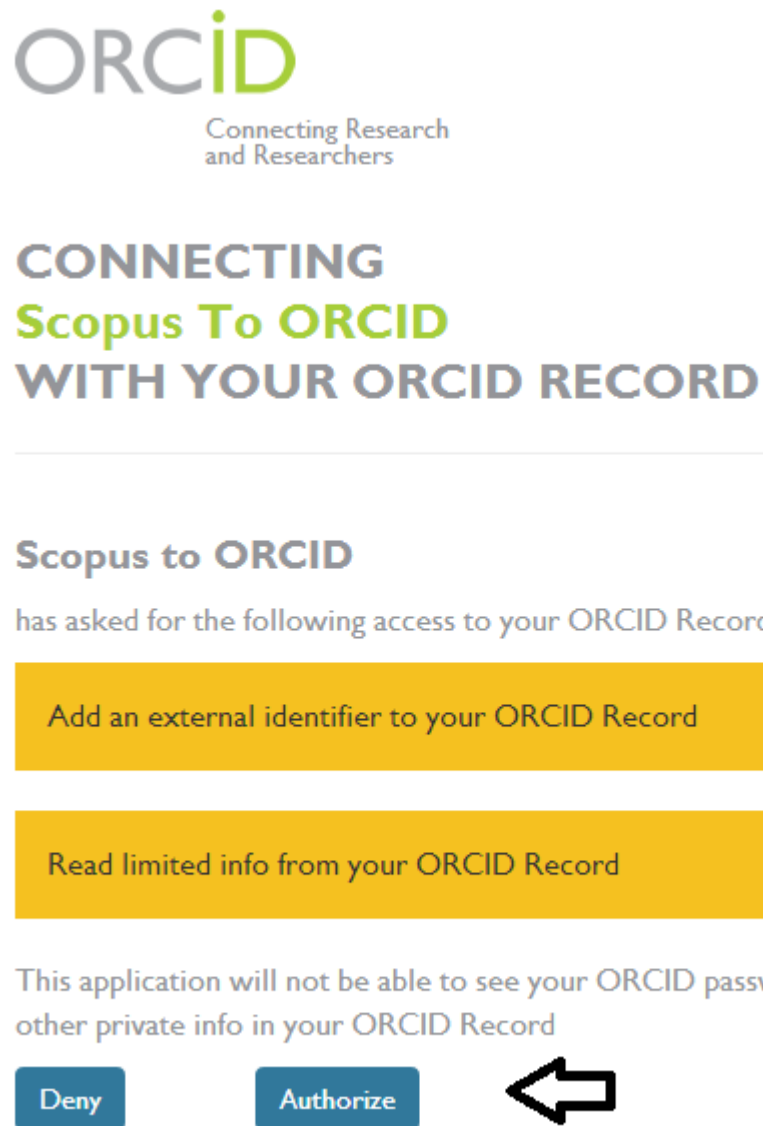 ORCID
Connecting Research
and Researchers
CONNECTING
Scopus To ORCID
WITH YOUR ORCID RECORD
Scopus to ORCID
has asked for the following access to your ORCID Record
Add an external identifier to your ORCID Record
Read limited info from your ORCID Record
This application will not be able to see your ORCID
other private info in your ORCID Record
Deny Authorize